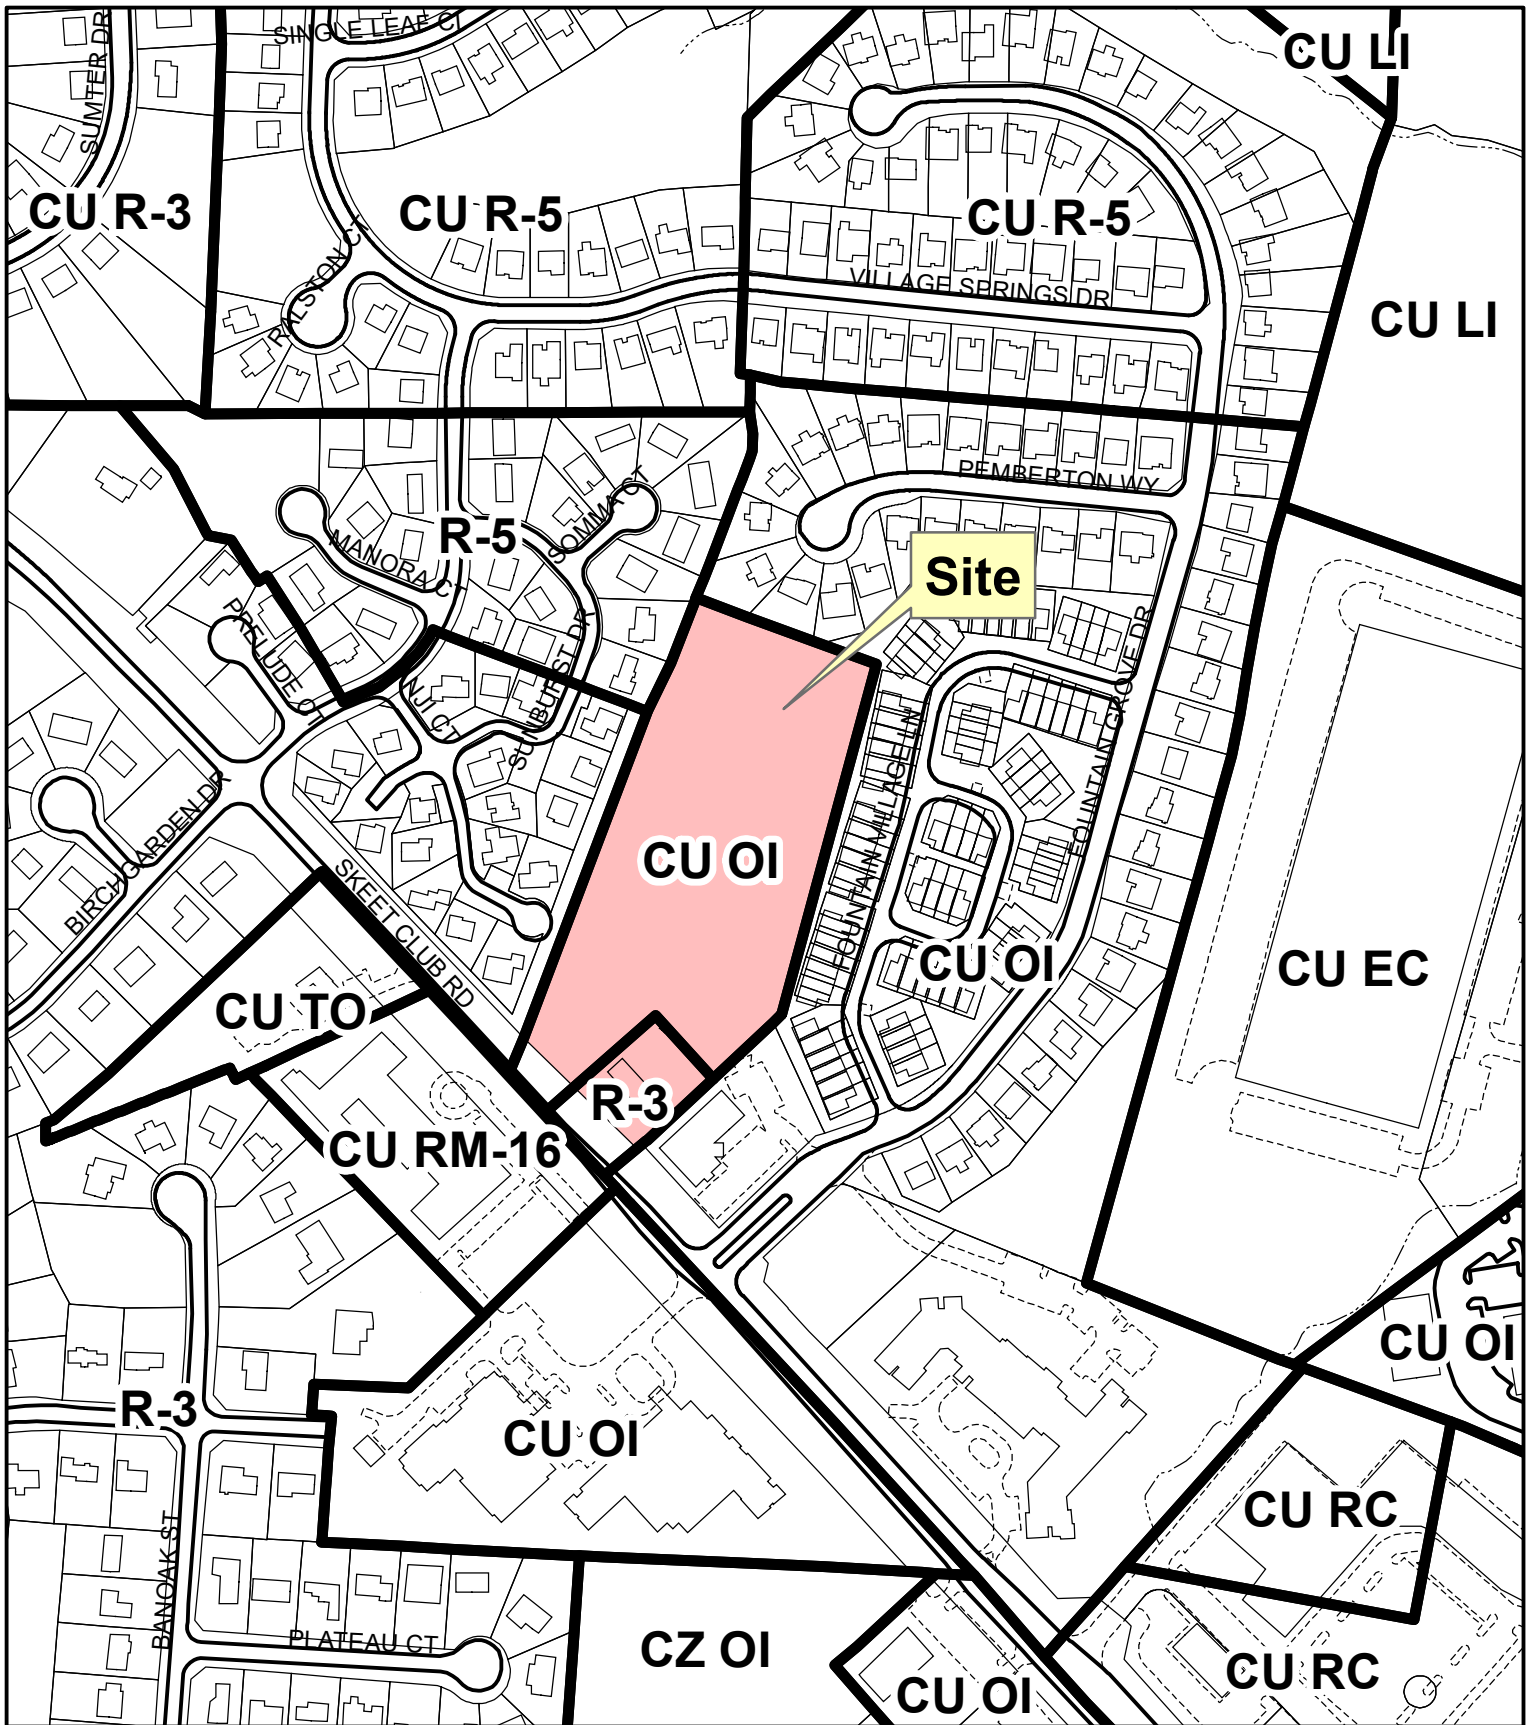 SINGLE LEAF CT
SUMTER DR
CU LI
CU R-3
CU R-5
CU R-5
RALSTON CT
VILLAGE SPRINGS DR
CU LI
PEMBERTON WY
SOMMA CT
R-5
MANORA CT
Site
PRELUDE CT
NJI CT
SUNBURST DR
FOUNTAIN GROVE DR
FOUNTAIN VILLAGE LN
BIRCHGARDEN DR
CU OI
SKEET CLUB RD
CU OI
CU EC
CU TO
R-3
CU RM-16
CU OI
R-3
CU OI
CU RC
BANOAK ST
PLATEAU CT
CZ OI
CU OI
CU RC